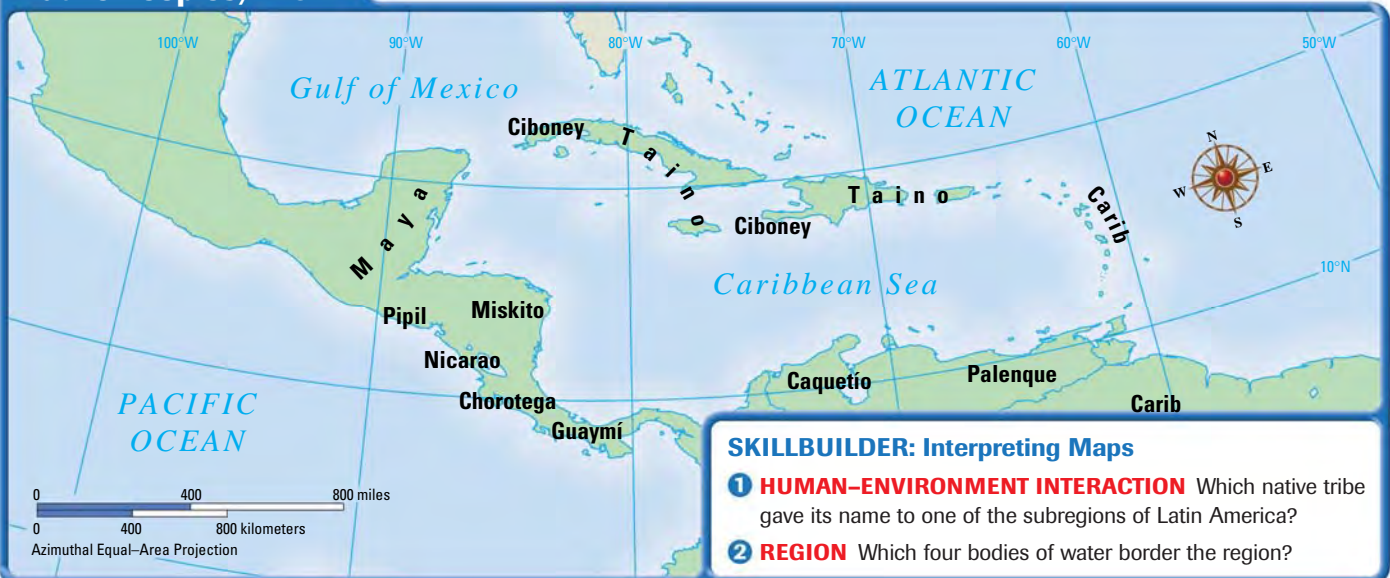 100°W
90°W
80°W
70°W
60°W
50°W
Gulf of Mexico
ATLANTIC
OCEAN
N
E
W
S
Ciboney
Taino
Taino
Ciboney
Carib
Maya
10°N
Caribbean Sea
Pipil
Miskito
Nicarao
Caquetío
Palenque
Chorotega
Carib
Guaymí
PACIFIC
OCEAN
0 400 800 miles
0 400 800 kilometers
Azimuthal Equal–Area Projection
SKILLBUILDER: Interpreting Maps
1 HUMAN–ENVIRONMENT INTERACTION Which native tribe
gave its name to one of the subregions of Latin America?
2 REGION Which four bodies of water border the region?